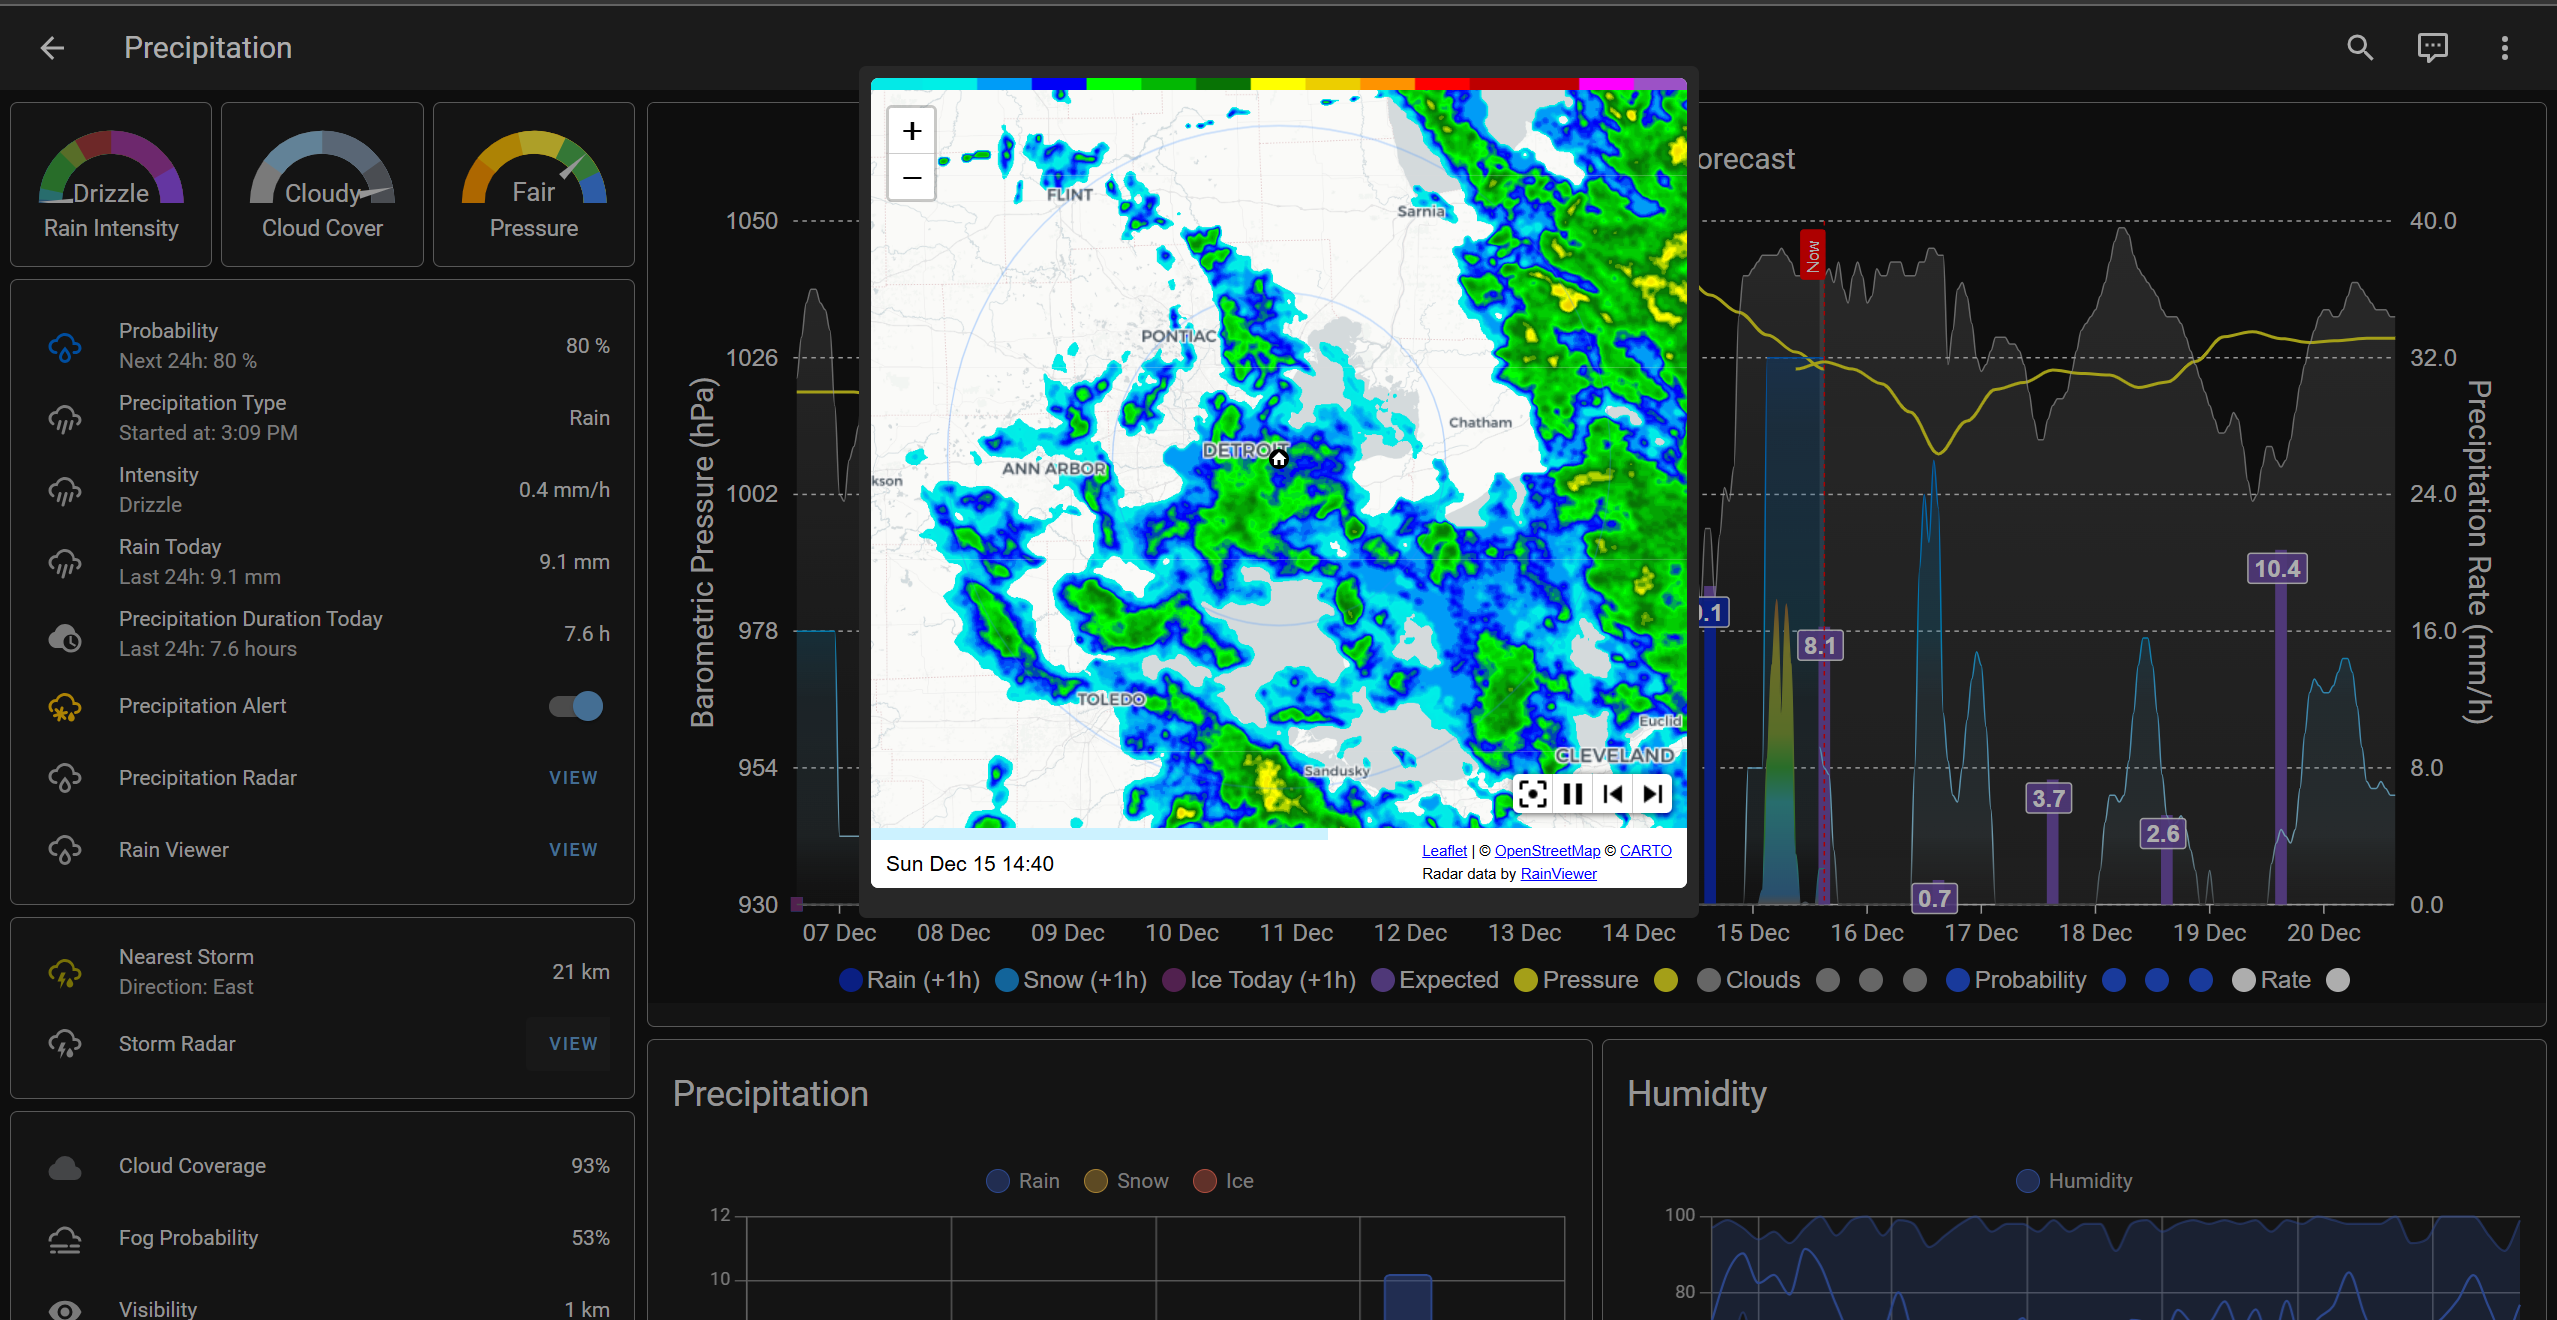 Precipitation
Drizzle
Rain Intensity
Cloudy
Cloud Cover
Fair
Pressure
Probability
Next 24h: 80 %
80 %
Precipitation Type
Started at: 3:09 PM
Rain
Intensity
Drizzle
0.4 mm/h
Rain Today
Last 24h: 9.1 mm
9.1 mm
Precipitation Duration Today
Last 24h: 7.6 hours
7.6 h
Precipitation Alert
Precipitation Radar
VIEW
Rain Viewer
VIEW
Nearest Storm
Direction: East
21 km
Storm Radar
VIEW
Cloud Coverage
93%
Fog Probability
53%
Visibility
1 km
orecast
Barometric Pressure (hPa)
1050
1026
1002
978
954
930
+
−
FLINT
Sarnia
PONTIAC
Chatham
DETROIT
ANN ARBOR
kson
TOLEDO
Euclid
CLEVELAND
Sandusky
Sun Dec 15 14:40
Leaflet | © OpenStreetMap © CARTO
Radar data by RainViewer
Now
.1
8.1
0.7
3.7
2.6
10.4
40.0
32.0
24.0
16.0
8.0
0.0
Precipitation Rate (mm/h)
07 Dec 08 Dec 09 Dec 10 Dec 11 Dec 12 Dec 13 Dec 14 Dec 15 Dec 16 Dec 17 Dec 18 Dec 19 Dec 20 Dec
Rain (+1h) Snow (+1h) Ice Today (+1h) Expected Pressure Clouds Probability Rate
Precipitation
Rain Snow Ice
12
10
Humidity
Humidity
100
80